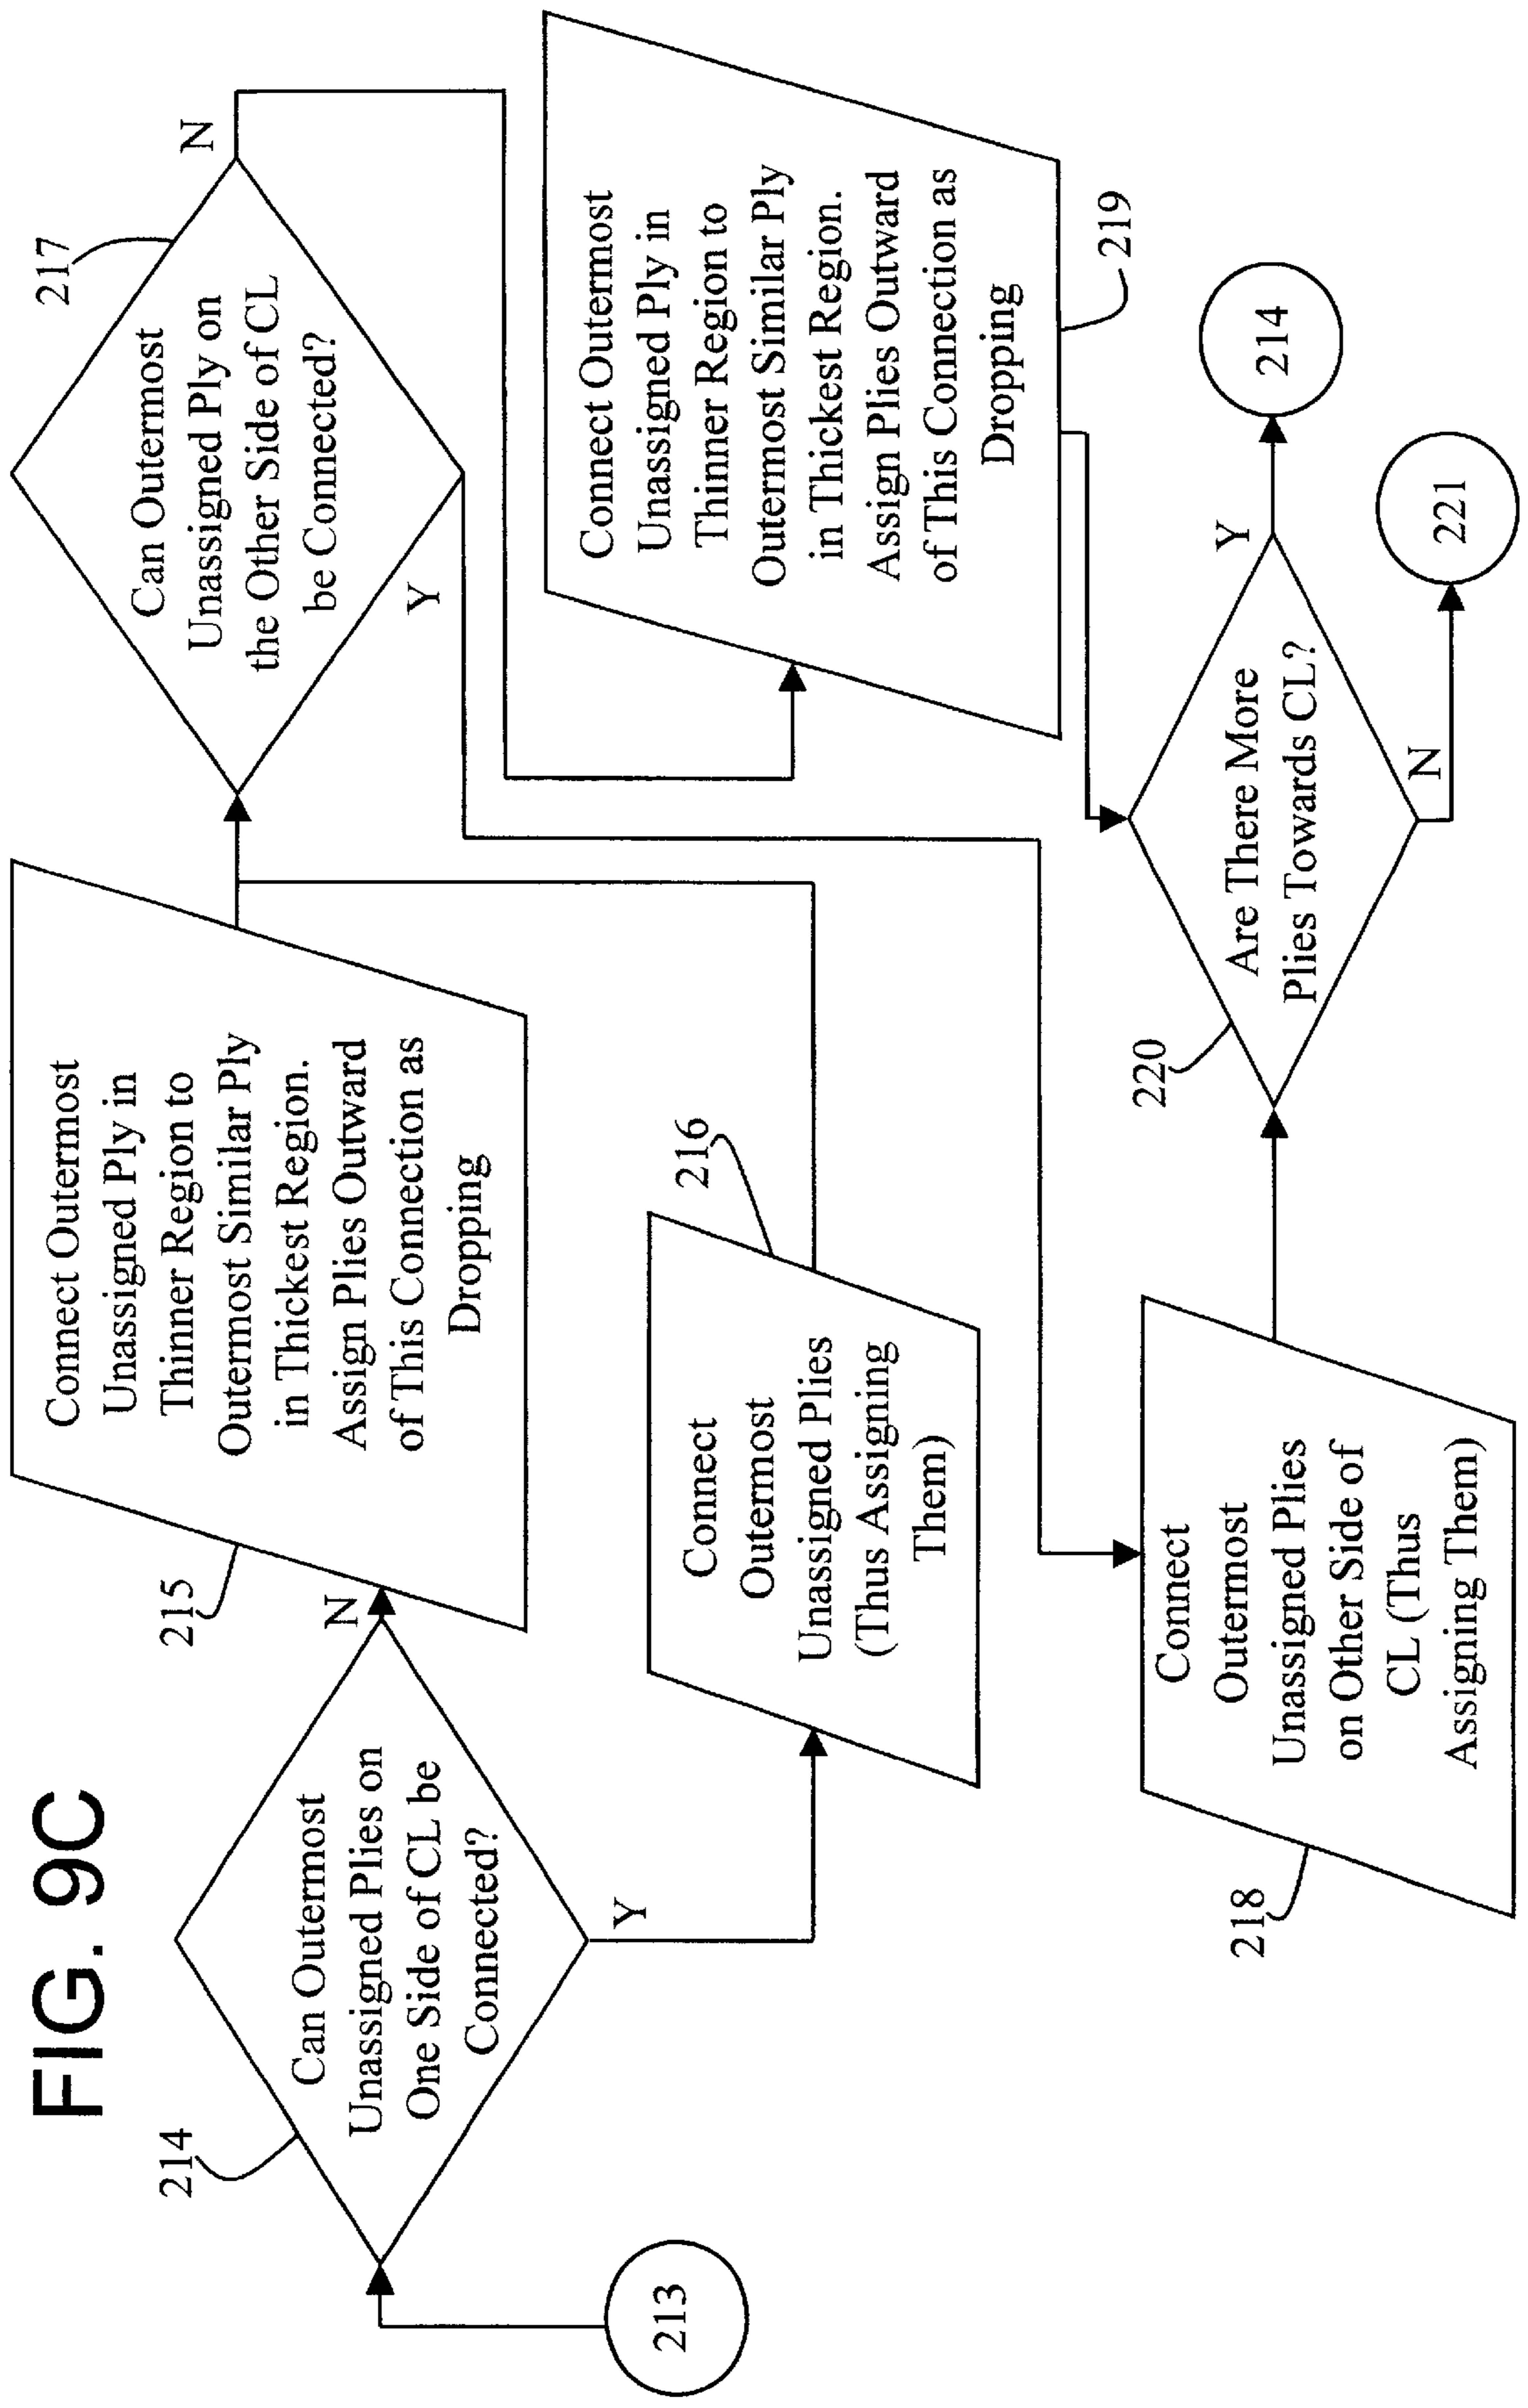 FIG. 9C
213
214
Can Outermost
Unassigned Plies on
One Side of CL be
Connected?
N
Y
215
Connect Outermost
Unassigned Ply in
Thinner Region to
Outermost Similar Ply
in Thickest Region.
Assign Plies Outward
of This Connection as
Dropping
216
Connect
Outermost
Unassigned Plies
(Thus Assigning
Them)
217
Can Outermost
Unassigned Ply on
the Other Side of CL
be Connected?
N
Y
218
Connect
Outermost
Unassigned Plies
on Other Side of
CL (Thus
Assigning Them)
219
Connect Outermost
Unassigned Ply in
Thinner Region to
Outermost Similar Ply
in Thickest Region.
Assign Plies Outward
of This Connection as
Dropping
220
Are There More
Plies Towards CL?
Y
N
214
221